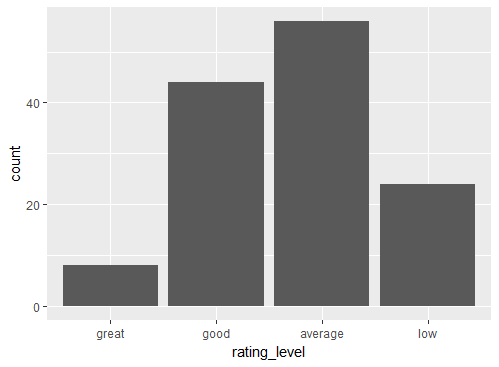 count
40
20
0
great good average low
rating_level